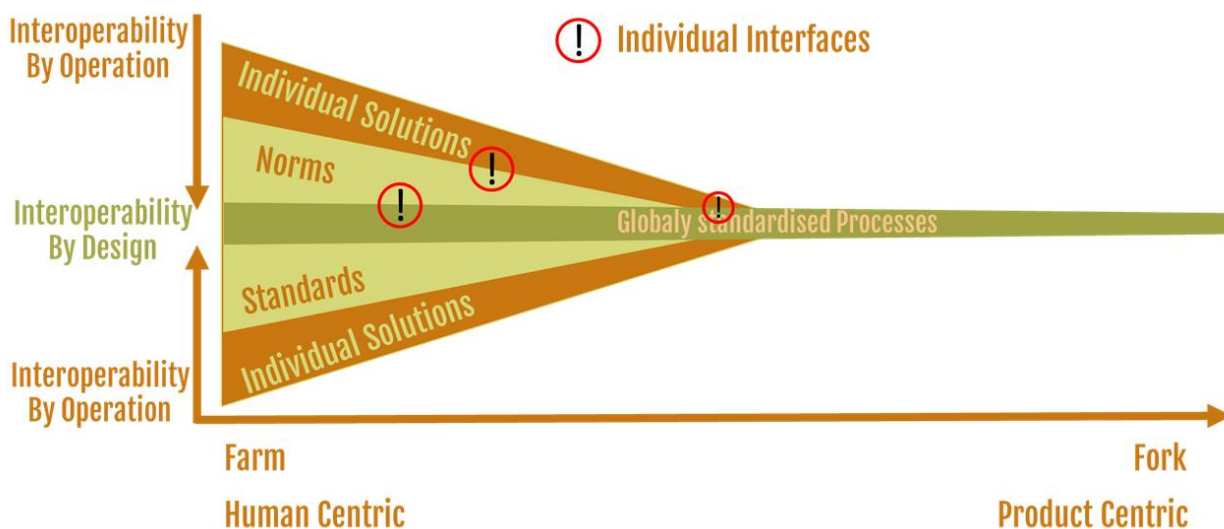 Interoperability
By Operation
! Individual Interfaces
Individual Solutions
!
Norms
!
!
Interoperability
By Design
Globaly standardised Processes
Standards
Individual Solutions
Interoperability
By Operation
Farm
Fork
Human Centric
Product Centric